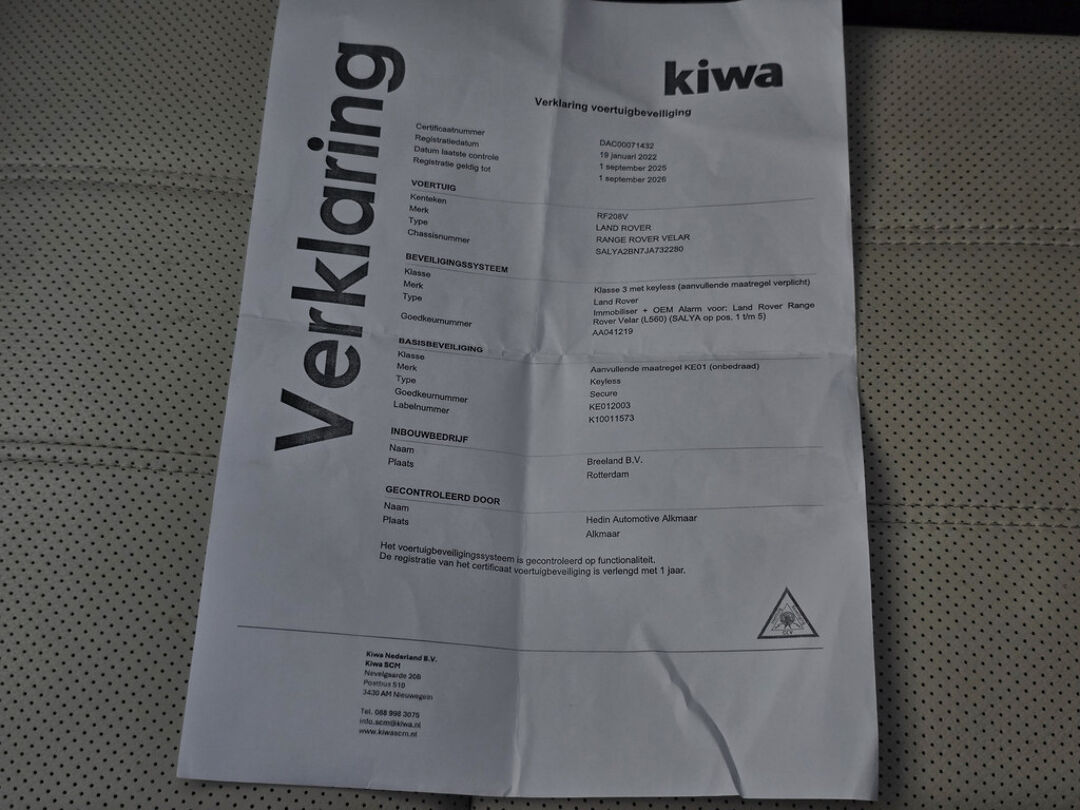 Verklaring
kiwa
Verklaring voertuigbeveiliging
Certificaatnummer DAC00071432
Registratiedatum 19 januari 2022
Datum laatste controle 1 september 2025
Registratie geldig tot 1 september 2026
VOERTUIG
Kenteken RF208V
Merk LAND ROVER
Type RANGE ROVER VELAR
Chassisnummer SALYA2BN7JA732280
BEVEILIGINGSSYSTEEM
Klasse Klasse 3 met keyless (aanvullende maatregel verplicht)
Merk Land Rover
Type Immobiliser + OEM Alarm voor: Land Rover Range
Rover Velar (L560) (SALYA op pos. 1 t/m 5)
Goedkeurnummer AA041219
BASISBEVEILIGING
Klasse Aanvullende maatregel KE01 (onbedraad)
Merk Keyless
Type Secure
Goedkeurnummer KE012003
Labelnummer K10011573
INBOUWBEDRIJF
Naam Breeland B.V.
Plaats Rotterdam
GECONTROLEERD DOOR
Naam Hedin Automotive Alkmaar
Plaats Alkmaar
Het voertuigbeveiligingssysteem is gecontroleerd op functionaliteit.
De registratie van het certificaat voertuigbeveiliging is verlengd met 1 jaar.
Kiwa Nederland B.V.
Kiwa SCM
Nevelgaarde 20B
Postbus 510
3430 AM Nieuwegein
Tel. 088 998 3075
info.scm@kiwa.nl
www.kiwascm.nl